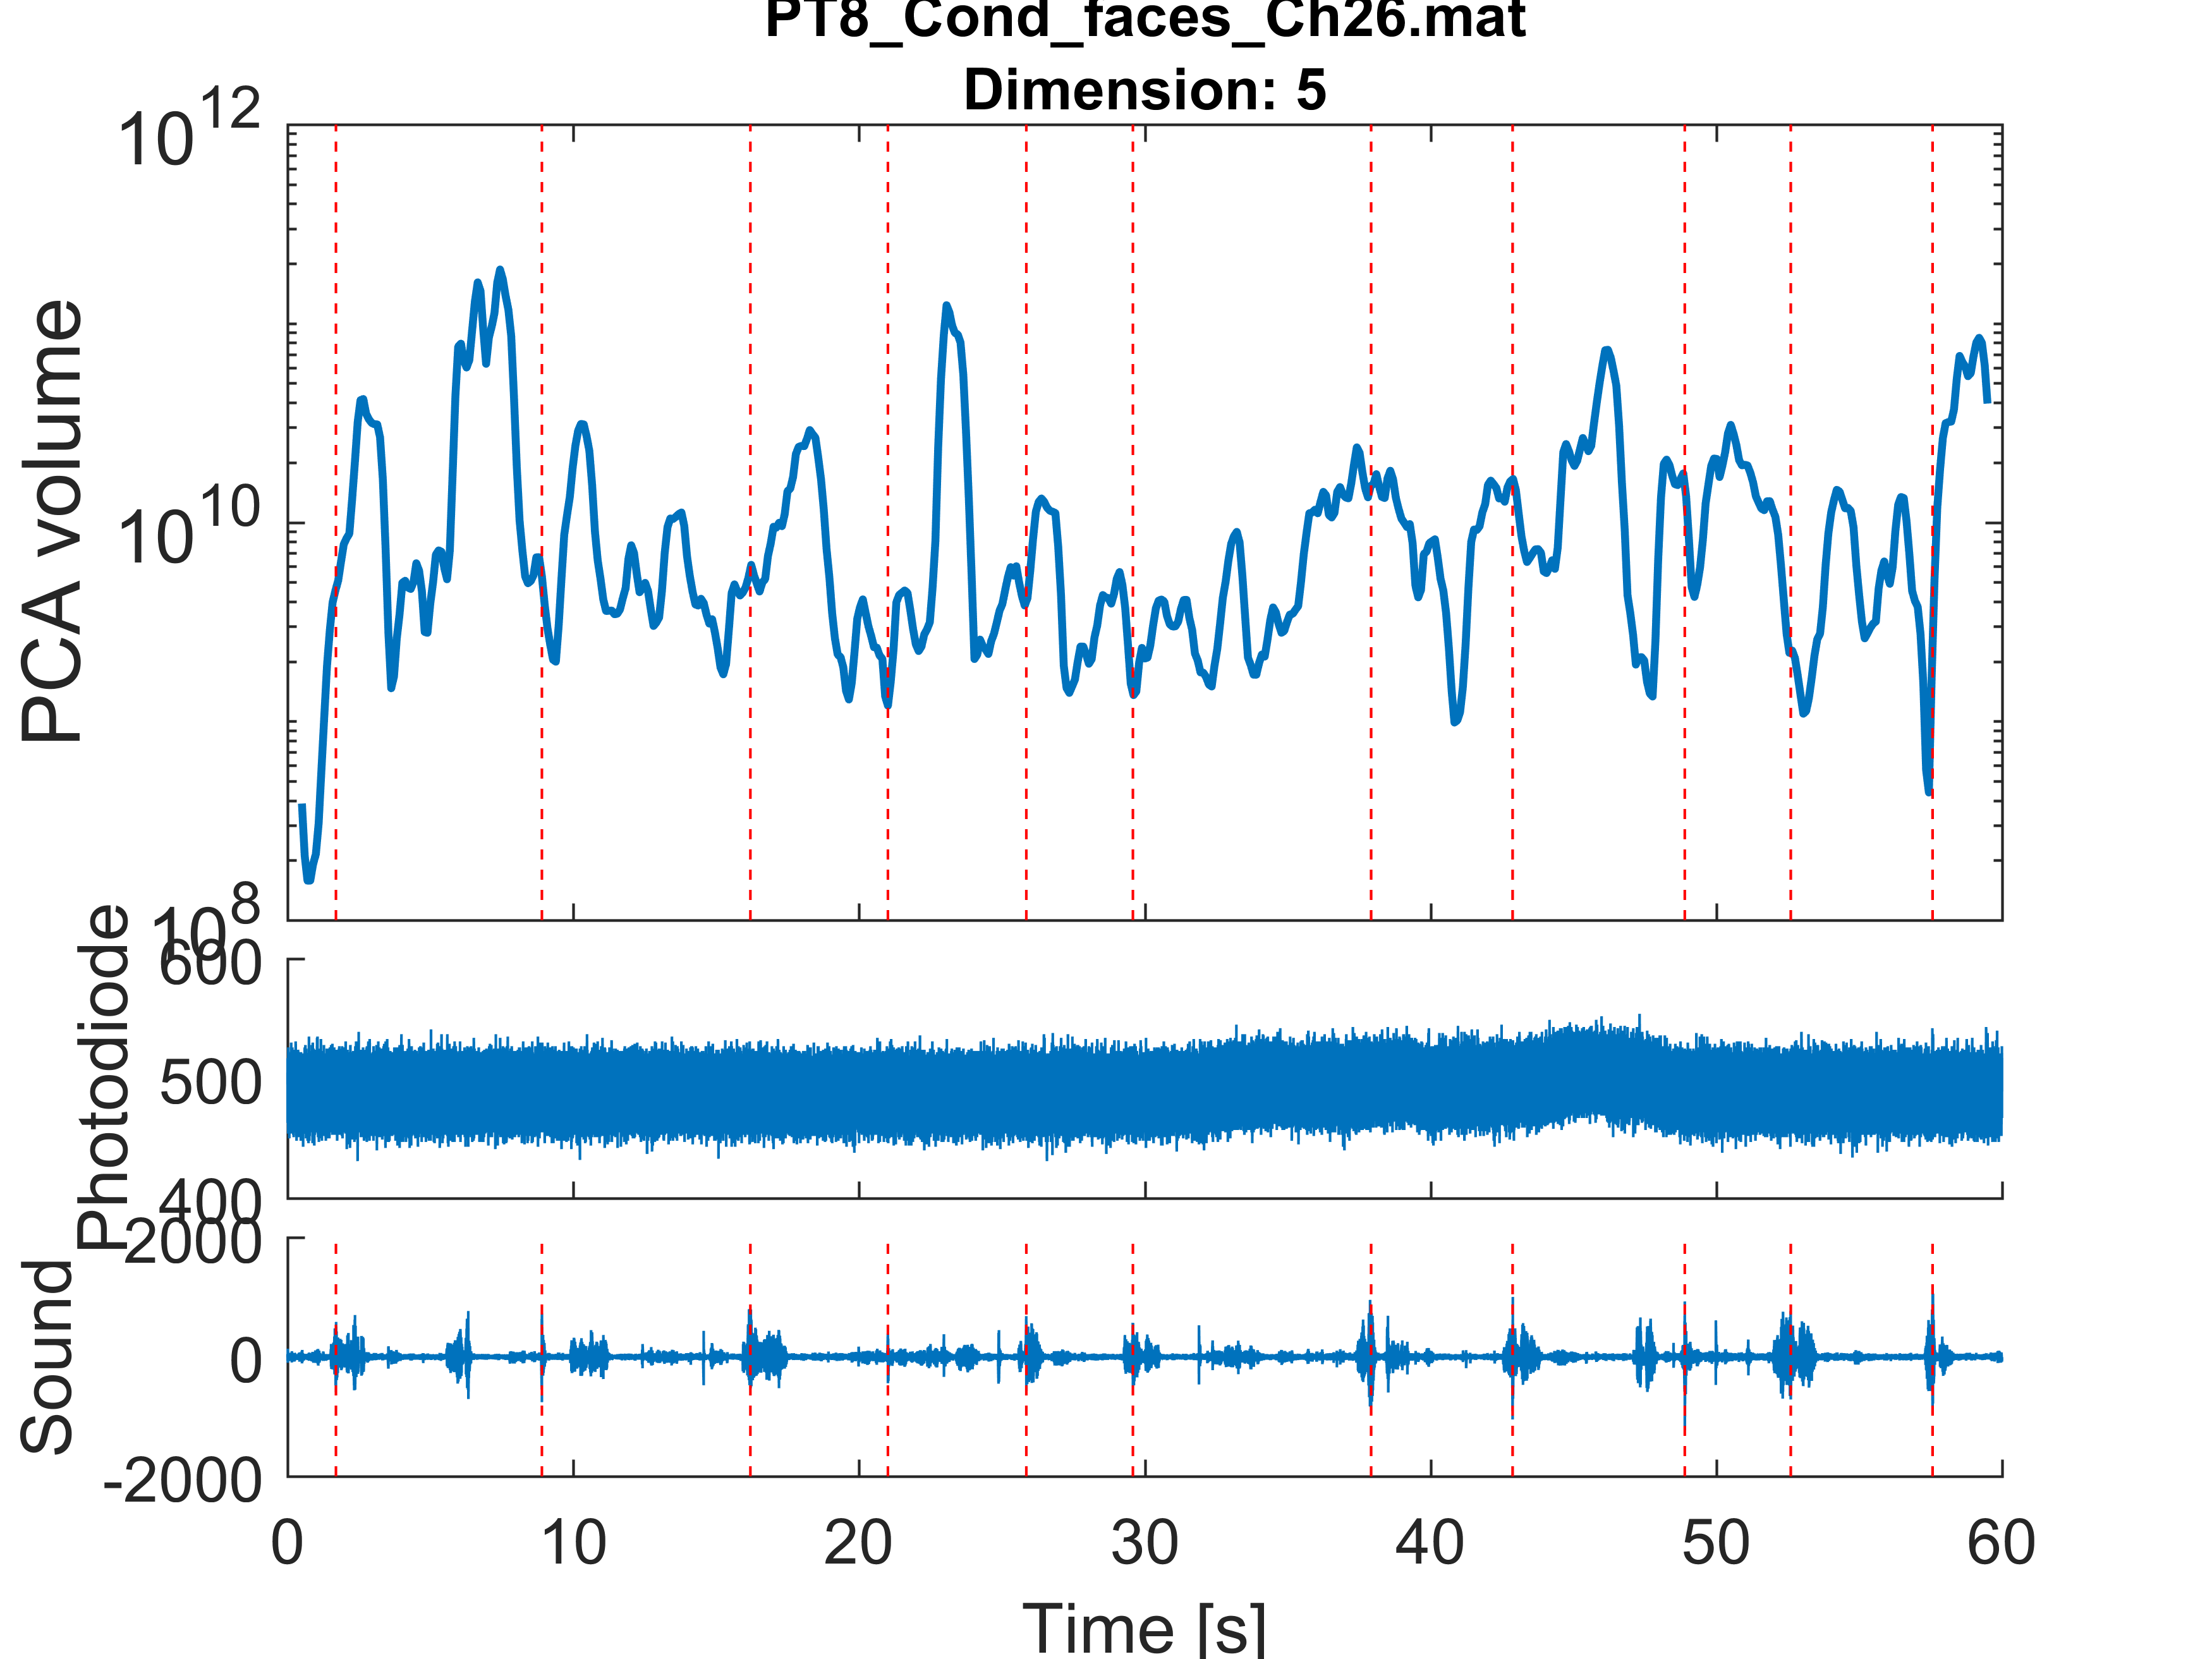 PT8_Cond_faces_Ch26.mat
Dimension: 5
10^12
10^10
10^8
PCA volume
600
500
400
Photodiode
2000
0
-2000
Sound
0 10 20 30 40 50 60
Time [s]